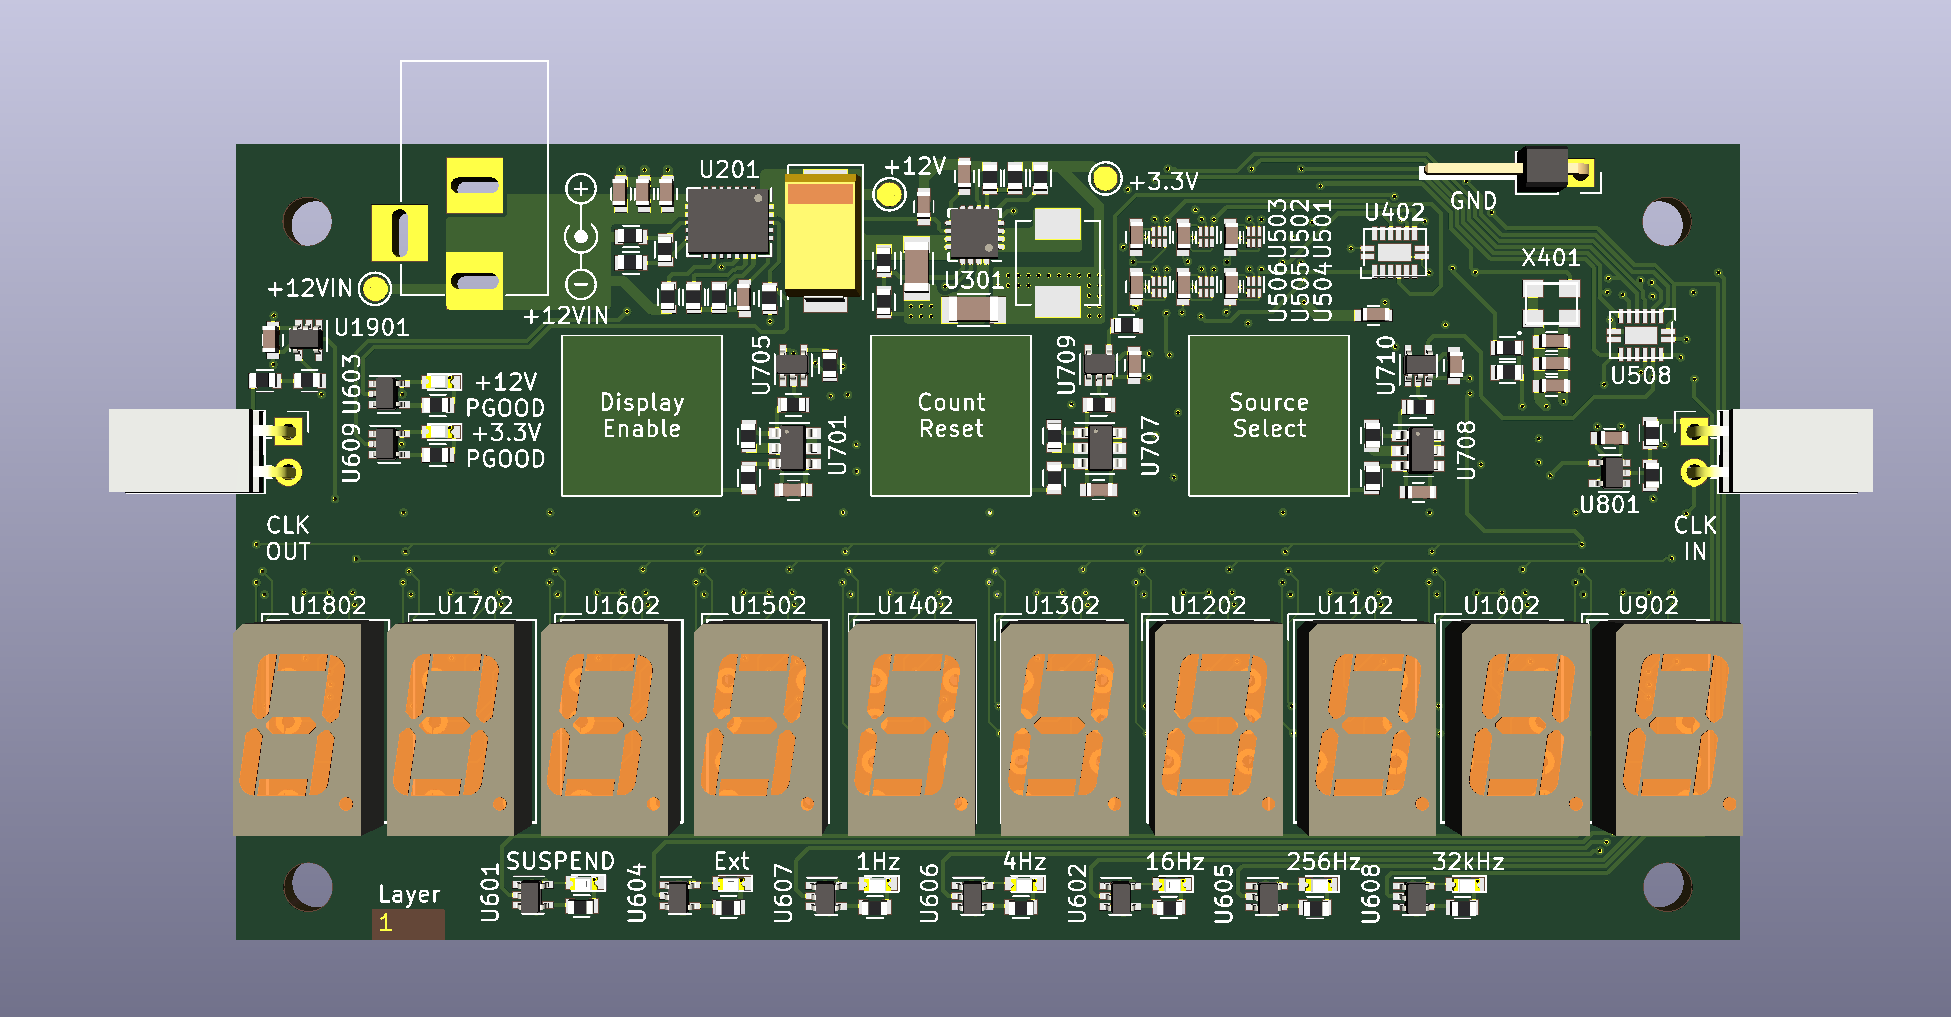 U201
+12V
+3.3V
GND
U503
U502
U501
U402
X401
+12VIN
+12VIN
U301
U506
U505
U504
U1901
U603
+12V
PGOOD
U609
+3.3V
PGOOD
Display
Enable
U705
U701
Count
Reset
U709
U707
Source
Select
U710
U708
U508
U801
CLK
OUT
CLK
IN
U1802
U1702
U1602
U1502
U1402
U1302
U1202
U1102
U1002
U902
U601
SUSPEND
U604
Ext
U607
1Hz
U606
4Hz
U602
16Hz
U605
256Hz
U608
32kHz
Layer
1